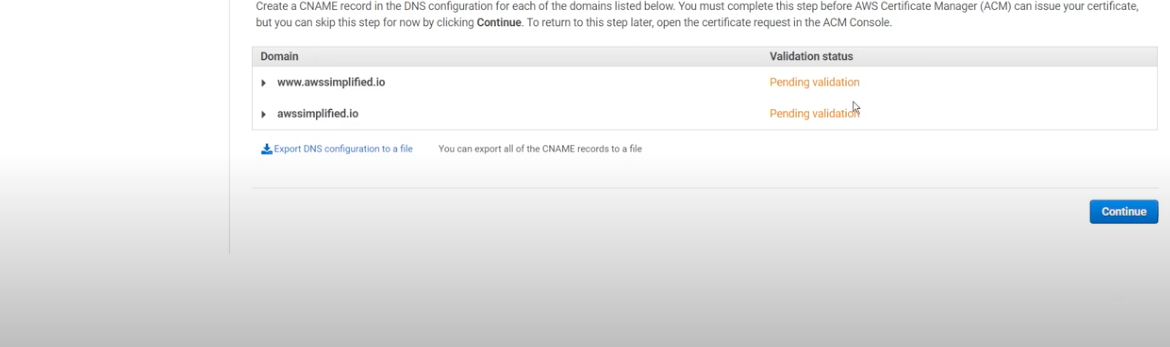 Create a CNAME record in the DNS configuration for each of the domains listed below. You must complete this step before AWS Certificate Manager (ACM) can issue your certificate,
but you can skip this step for now by clicking Continue. To return to this step later, open the certificate request in the ACM Console.
Domain Validation status
www.awssimplified.io Pending validation
awssimplified.io Pending validation
Export DNS configuration to a file You can export all of the CNAME records to a file
Continue